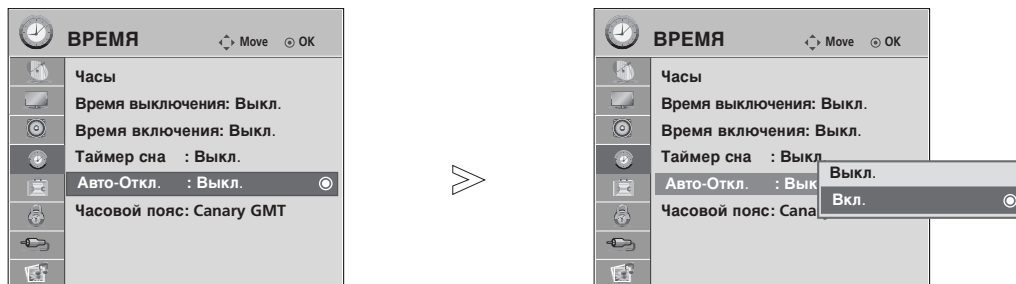 ВРЕМЯ Move OK
Часы
Время выключения: Выкл.
Время включения: Выкл.
Таймер сна : Выкл.
Авто-Откл. : Выкл.
Часовой пояс: Canary GMT
ВРЕМЯ Move OK
Часы
Время выключения: Выкл.
Время включения: Выкл.
Таймер сна : Выкл
Авто-Откл. : Вык
Часовой пояс: Cana
Выкл.
Вкл.